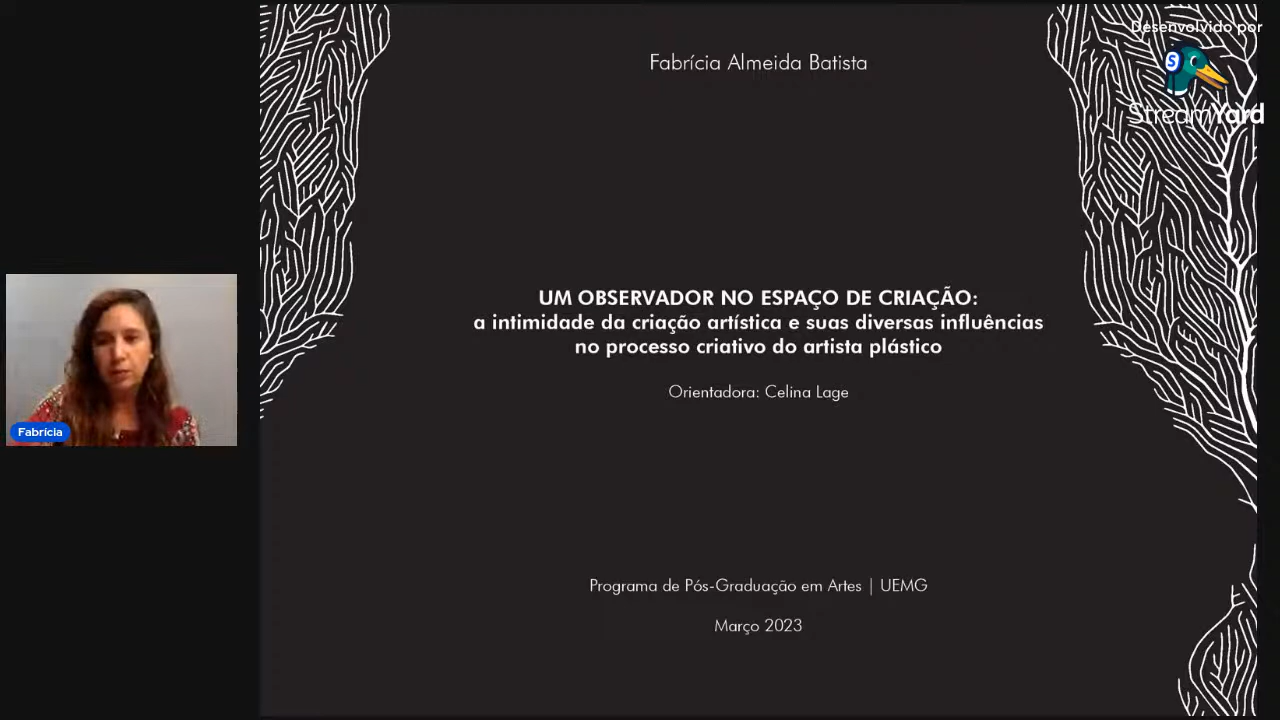 Fabrícia Almeida Batista
Desenvolvido por
S
StreamYard
UM OBSERVADOR NO ESPAÇO DE CRIAÇÃO:
a intimidade da criação artística e suas diversas influências
no processo criativo do artista plástico
Orientadora: Celina Lage
Fabrícia
Programa de Pós-Graduação em Artes | UEMG
Março 2023